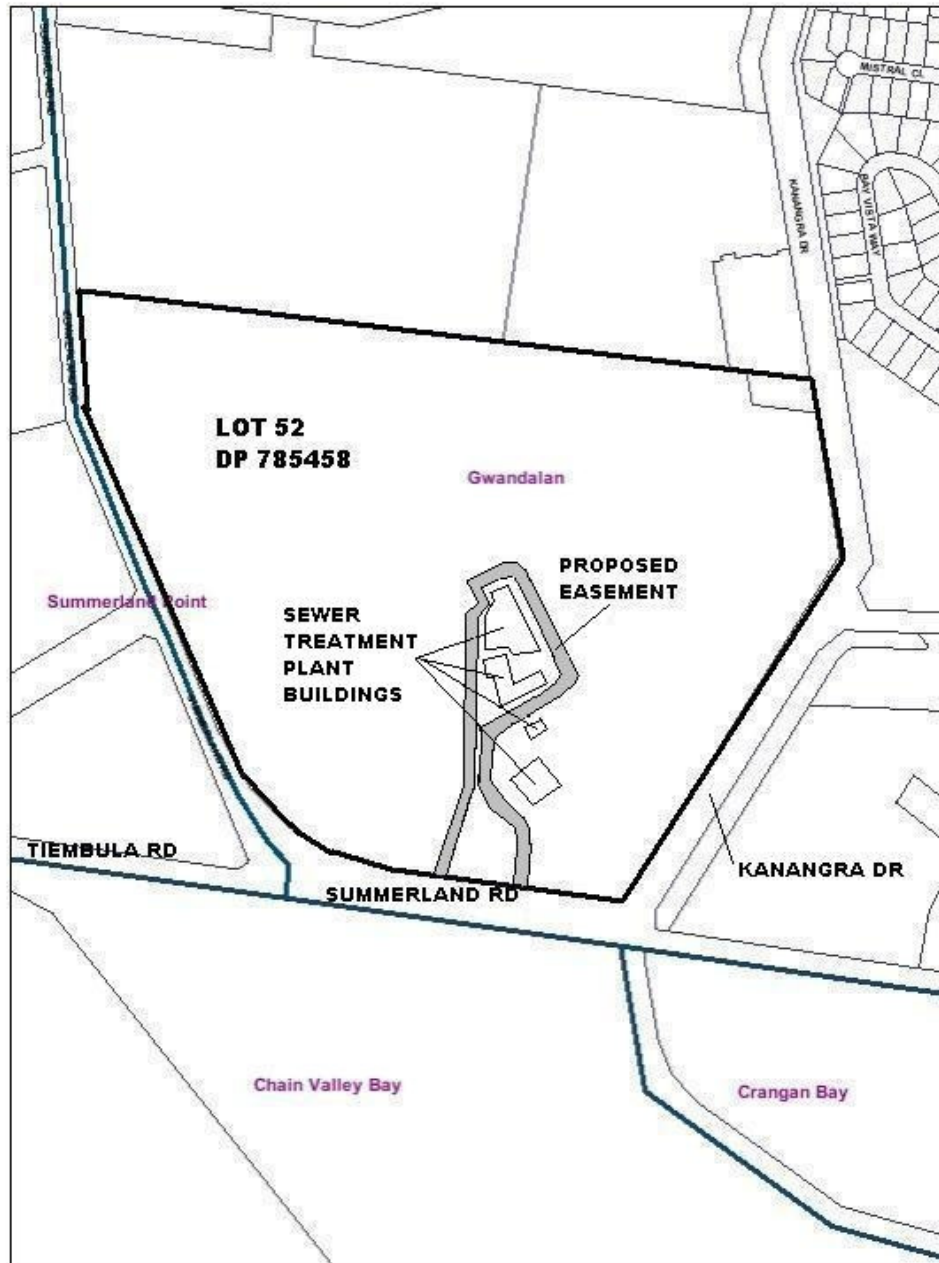 MISTRAL CL
KANANGRA DR
BAY VISTA WAY
LOT 52
DP 785458
Gwandalan
PROPOSED
EASEMENT
Summerland Point
SEWER
TREATMENT
PLANT
BUILDINGS
TIEMBULA RD
SUMMERLAND RD
KANANGRA DR
Chain Valley Bay
Crangan Bay